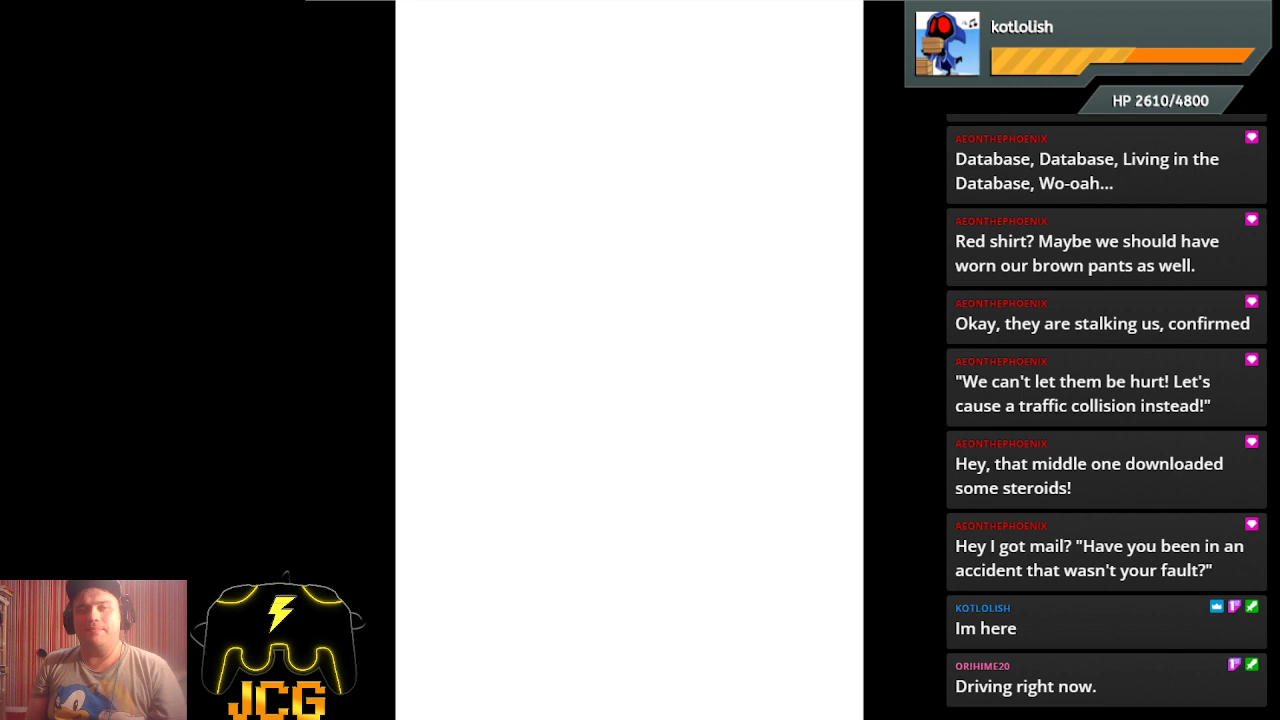 kotlolish
HP 2610/4800
AEONTHEPHOENIX
Database, Database, Living in the
Database, Wo-oah...
AEONTHEPHOENIX
Red shirt? Maybe we should have
worn our brown pants as well.
AEONTHEPHOENIX
Okay, they are stalking us, confirmed
AEONTHEPHOENIX
"We can't let them be hurt! Let's
cause a traffic collision instead!"
AEONTHEPHOENIX
Hey, that middle one downloaded
some steroids!
AEONTHEPHOENIX
Hey I got mail? "Have you been in an
accident that wasn't your fault?"
KOTLOLISH
Im here
ORIHIME20
Driving right now.
JCG